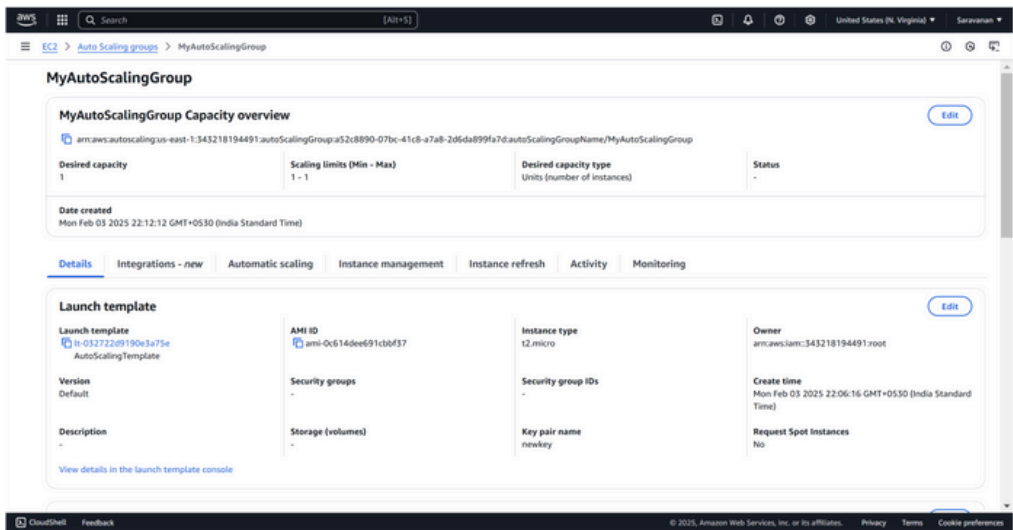 aws Search [Alt+S] United States (N. Virginia) Saravanan
EC2 > Auto Scaling groups > MyAutoScalingGroup
MyAutoScalingGroup
MyAutoScalingGroup Capacity overview Edit
arn:aws:autoscaling:us-east-1:343218194491:autoScalingGroup:a52c8890-07bc-41c8-a7a8-2d6da899fa7d:autoScalingGroupName/MyAutoScalingGroup
Desired capacity Scaling limits (Min - Max) Desired capacity type Status
1 1 - 1 Units (number of instances) -
Date created
Mon Feb 03 2025 22:12:12 GMT+0530 (India Standard Time)
Details Integrations - new Automatic scaling Instance management Instance refresh Activity Monitoring
Launch template Edit
Launch template AMI ID Instance type Owner
lt-032722d9190e3a75e ami-0c614dee691cbbf37 t2.micro arn:aws:iam::343218194491:root
AutoScalingTemplate
Version Security groups Security group IDs Create time
Default - - Mon Feb 03 2025 22:06:16 GMT+0530 (India Standard
Time)
Description Storage (volumes) Key pair name Request Spot Instances
- - newkey No
View details in the launch template console
CloudShell Feedback © 2025, Amazon Web Services, Inc. or its affiliates. Privacy Terms Cookie preferences